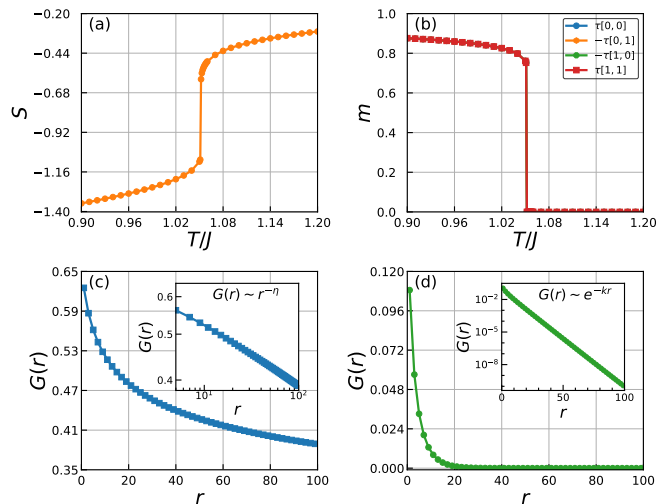 (a)
S
−0.20
−0.44
−0.68
−0.92
−1.16
−1.40
0.90 0.96 1.02 1.08 1.14 1.20
T/J
(b)
m
1.0
0.8
0.6
0.4
0.2
0.0
0.90 0.96 1.02 1.08 1.14 1.20
T/J
τ[0, 0]
−τ[0, 1]
−τ[1, 0]
τ[1, 1]
(c)
G(r)
0.65
0.59
0.53
0.47
0.41
0.35
0 20 40 60 80 100
r
G(r) ~ r^{−η}
G(r)
0.6
0.5
0.4
10^1 10^2
r
(d)
G(r)
0.120
0.096
0.072
0.048
0.024
0.000
0 20 40 60 80 100
r
G(r) ~ e^{−kr}
G(r)
10^{−2}
10^{−5}
10^{−8}
0 50 100
r